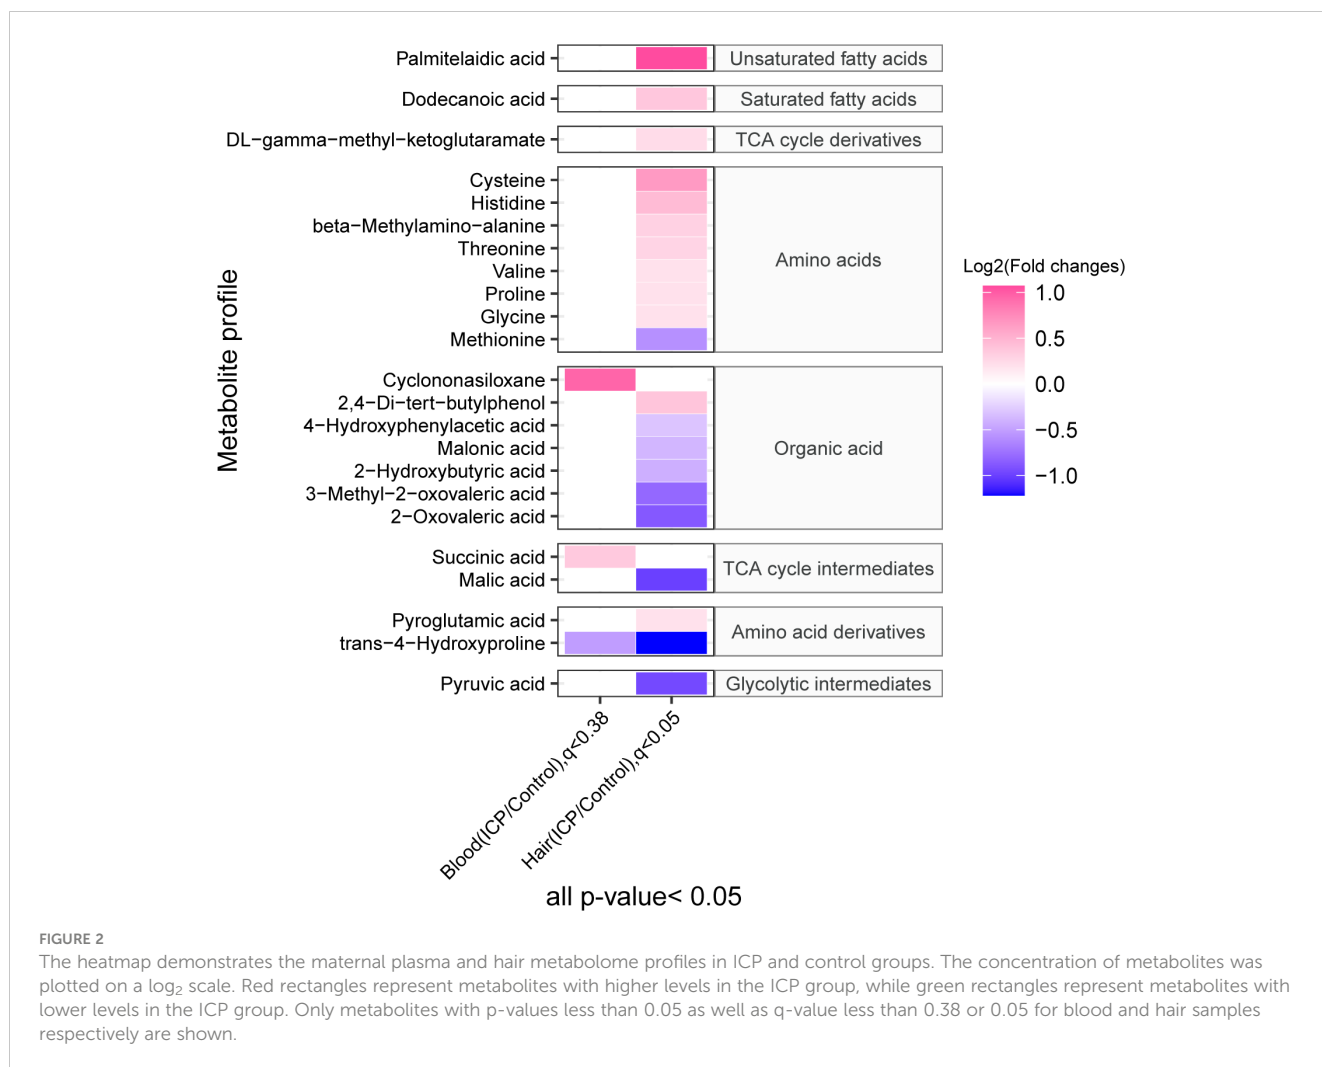 Palmitelaidic acid
Unsaturated fatty acids
Dodecanoic acid
Saturated fatty acids
DL−gamma−methyl−ketoglutaramate
TCA cycle derivatives
Cysteine
Histidine
beta−Methylamino−alanine
Threonine
Valine
Proline
Glycine
Methionine
Amino acids
Cyclononasiloxane
2,4−Di−tert−butylphenol
4−Hydroxyphenylacetic acid
Malonic acid
2−Hydroxybutyric acid
3−Methyl−2−oxovaleric acid
2−Oxovaleric acid
Organic acid
Succinic acid
Malic acid
TCA cycle intermediates
Pyroglutamic acid
trans−4−Hydroxyproline
Amino acid derivatives
Pyruvic acid
Glycolytic intermediates
Metabolite profile
Log2(Fold changes)
1.0
0.5
0.0
−0.5
−1.0
Blood(ICP/Control),q<0.38
Hair(ICP/Control),q<0.05
all p-value< 0.05
FIGURE 2
The heatmap demonstrates the maternal plasma and hair metabolome profiles in ICP and control groups. The concentration of metabolites was
plotted on a log₂ scale. Red rectangles represent metabolites with higher levels in the ICP group, while green rectangles represent metabolites with
lower levels in the ICP group. Only metabolites with p-values less than 0.05 as well as q-value less than 0.38 or 0.05 for blood and hair samples
respectively are shown.